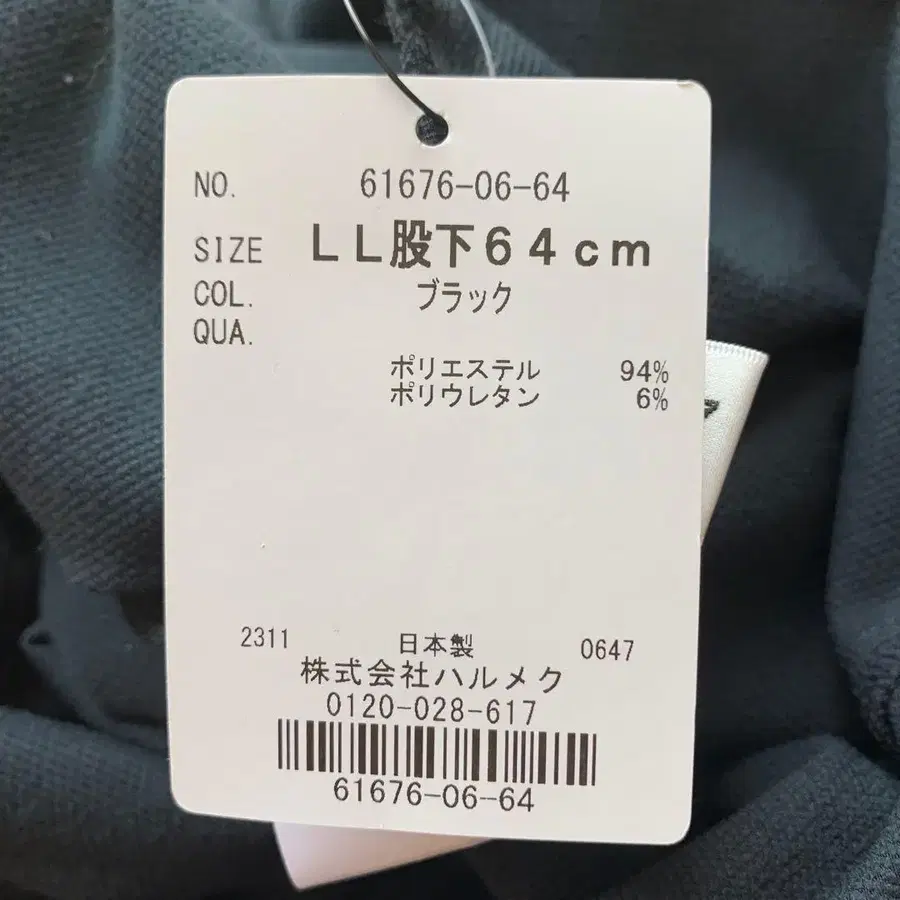 NO. 61676-06-64
SIZE LL股下64cm
COL. ブラック
QUA.
ポリエステル 94%
ポリウレタン 6%
2311 日本製 0647
株式会社ハルメク
0120-028-617
61676-06-64